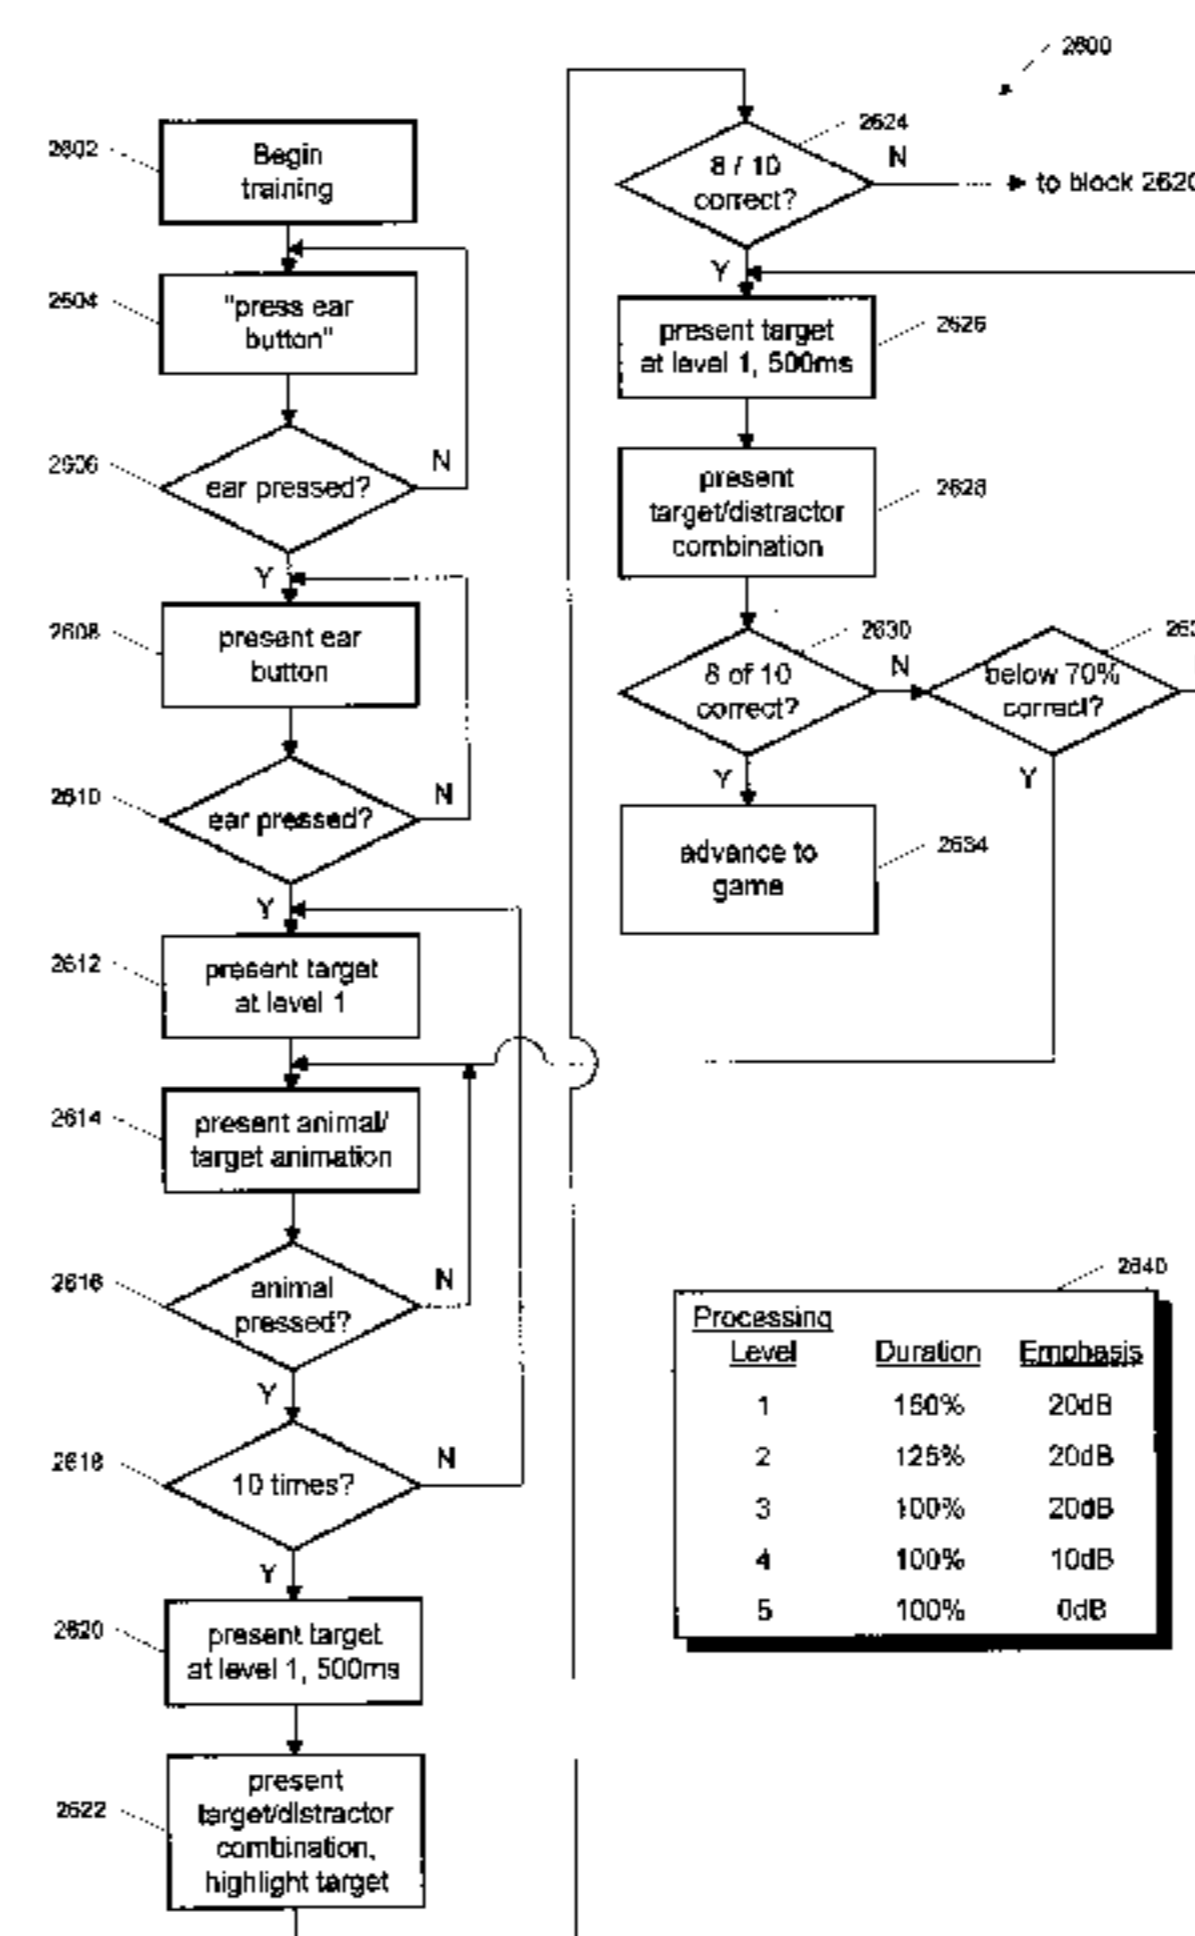 2600
2602
Begin
training
2604
"press ear
button"
2606
ear pressed?
N
Y
2608
present ear
button
2610
ear pressed?
N
Y
2612
present target
at level 1
2614
present animal/
target animation
2616
animal
pressed?
N
Y
2618
10 times?
N
Y
2620
present target
at level 1, 500ms
2622
present
target/distractor
combination,
highlight target
2624
8 / 10
correct?
N
to block 2620
Y
2626
present target
at level 1, 500ms
2628
present
target/distractor
combination
2630
8 of 10
correct?
N
Y
below 70%
correct?
Y
2634
advance to
game
2640
Processing
Level Duration Emphasis
1 150% 20dB
2 125% 20dB
3 100% 20dB
4 100% 10dB
5 100% 0dB